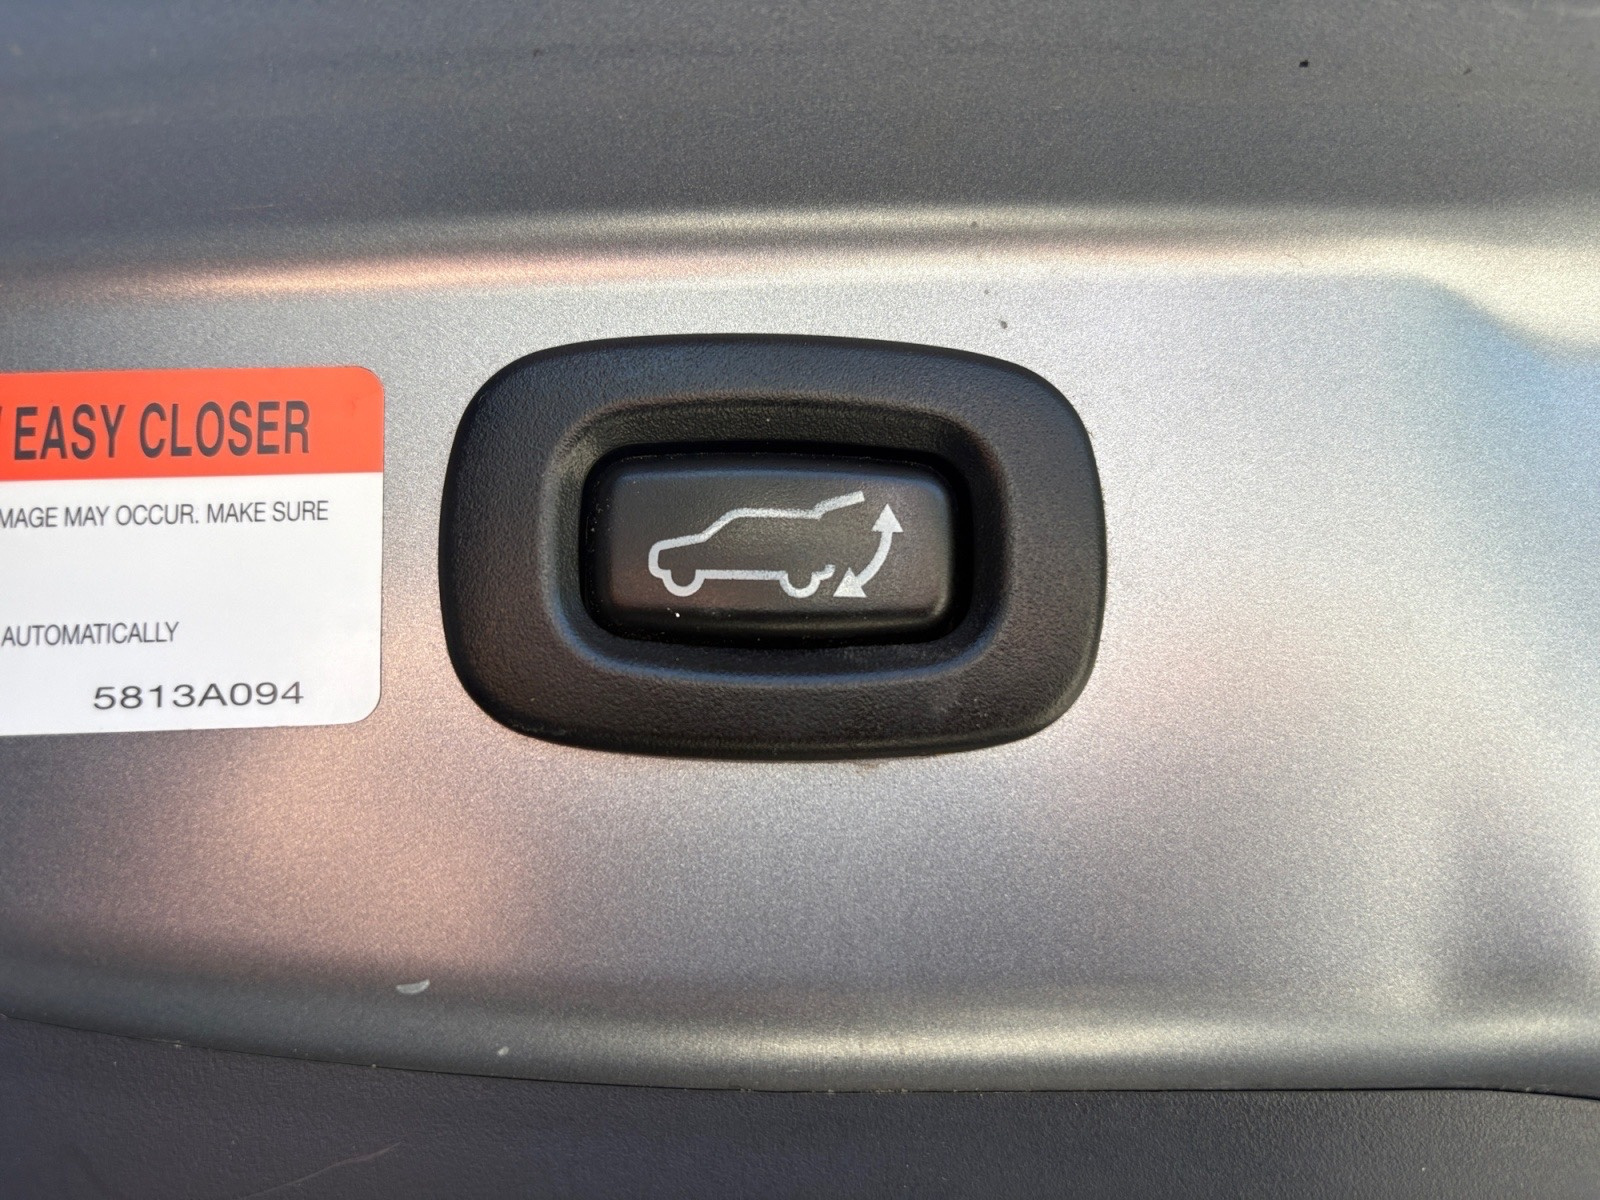 EASY CLOSER
MAGE MAY OCCUR. MAKE SURE
AUTOMATICALLY
5813A094